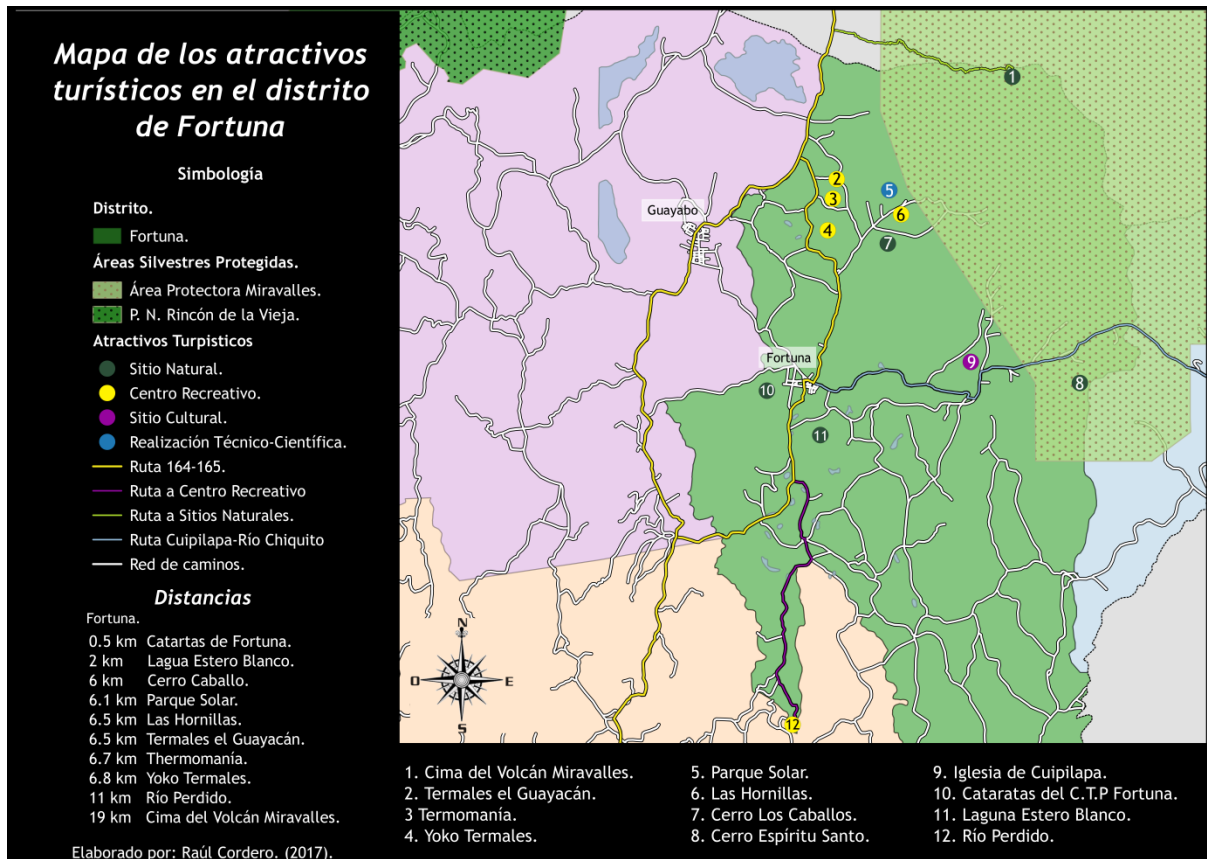 Mapa de los atractivos
turísticos en el distrito
de Fortuna
Simbología
Distrito.
Fortuna.
Áreas Silvestres Protegidas.
Área Protectora Miravalles.
P. N. Rincón de la Vieja.
Atractivos Turpisticos
Sitio Natural.
Centro Recreativo.
Sitio Cultural.
Realización Técnico-Científica.
Ruta 164-165.
Ruta a Centro Recreativo
Ruta a Sitios Naturales.
Ruta Cuipilapa-Río Chiquito
Red de caminos.
Distancias
Fortuna.
0.5 km Catartas de Fortuna.
2 km Lagua Estero Blanco.
6 km Cerro Caballo.
6.1 km Parque Solar.
6.5 km Las Hornillas.
6.5 km Termales el Guayacán.
6.7 km Thermomanía.
6.8 km Yoko Termales.
11 km Río Perdido.
19 km Cima del Volcán Miravalles.
Elaborado por: Raúl Cordero. (2017).
1
2
3
5
6
4
7
Guayabo
Fortuna
9
8
10
11
12
N
O E
S
1. Cima del Volcán Miravalles.
2. Termales el Guayacán.
3 Termomanía.
4. Yoko Termales.
5. Parque Solar.
6. Las Hornillas.
7. Cerro Los Caballos.
8. Cerro Espíritu Santo.
9. Iglesia de Cuipilapa.
10. Cataratas del C.T.P Fortuna.
11. Laguna Estero Blanco.
12. Río Perdido.